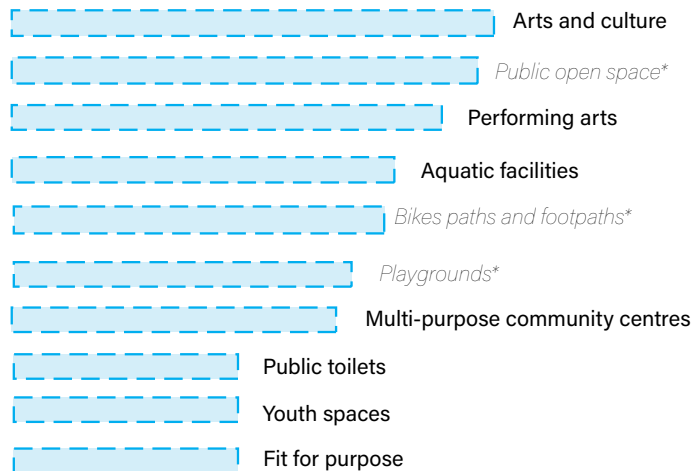 Arts and culture
Public open space*
Performing arts
Aquatic facilities
Bikes paths and footpaths*
Playgrounds*
Multi-purpose community centres
Public toilets
Youth spaces
Fit for purpose